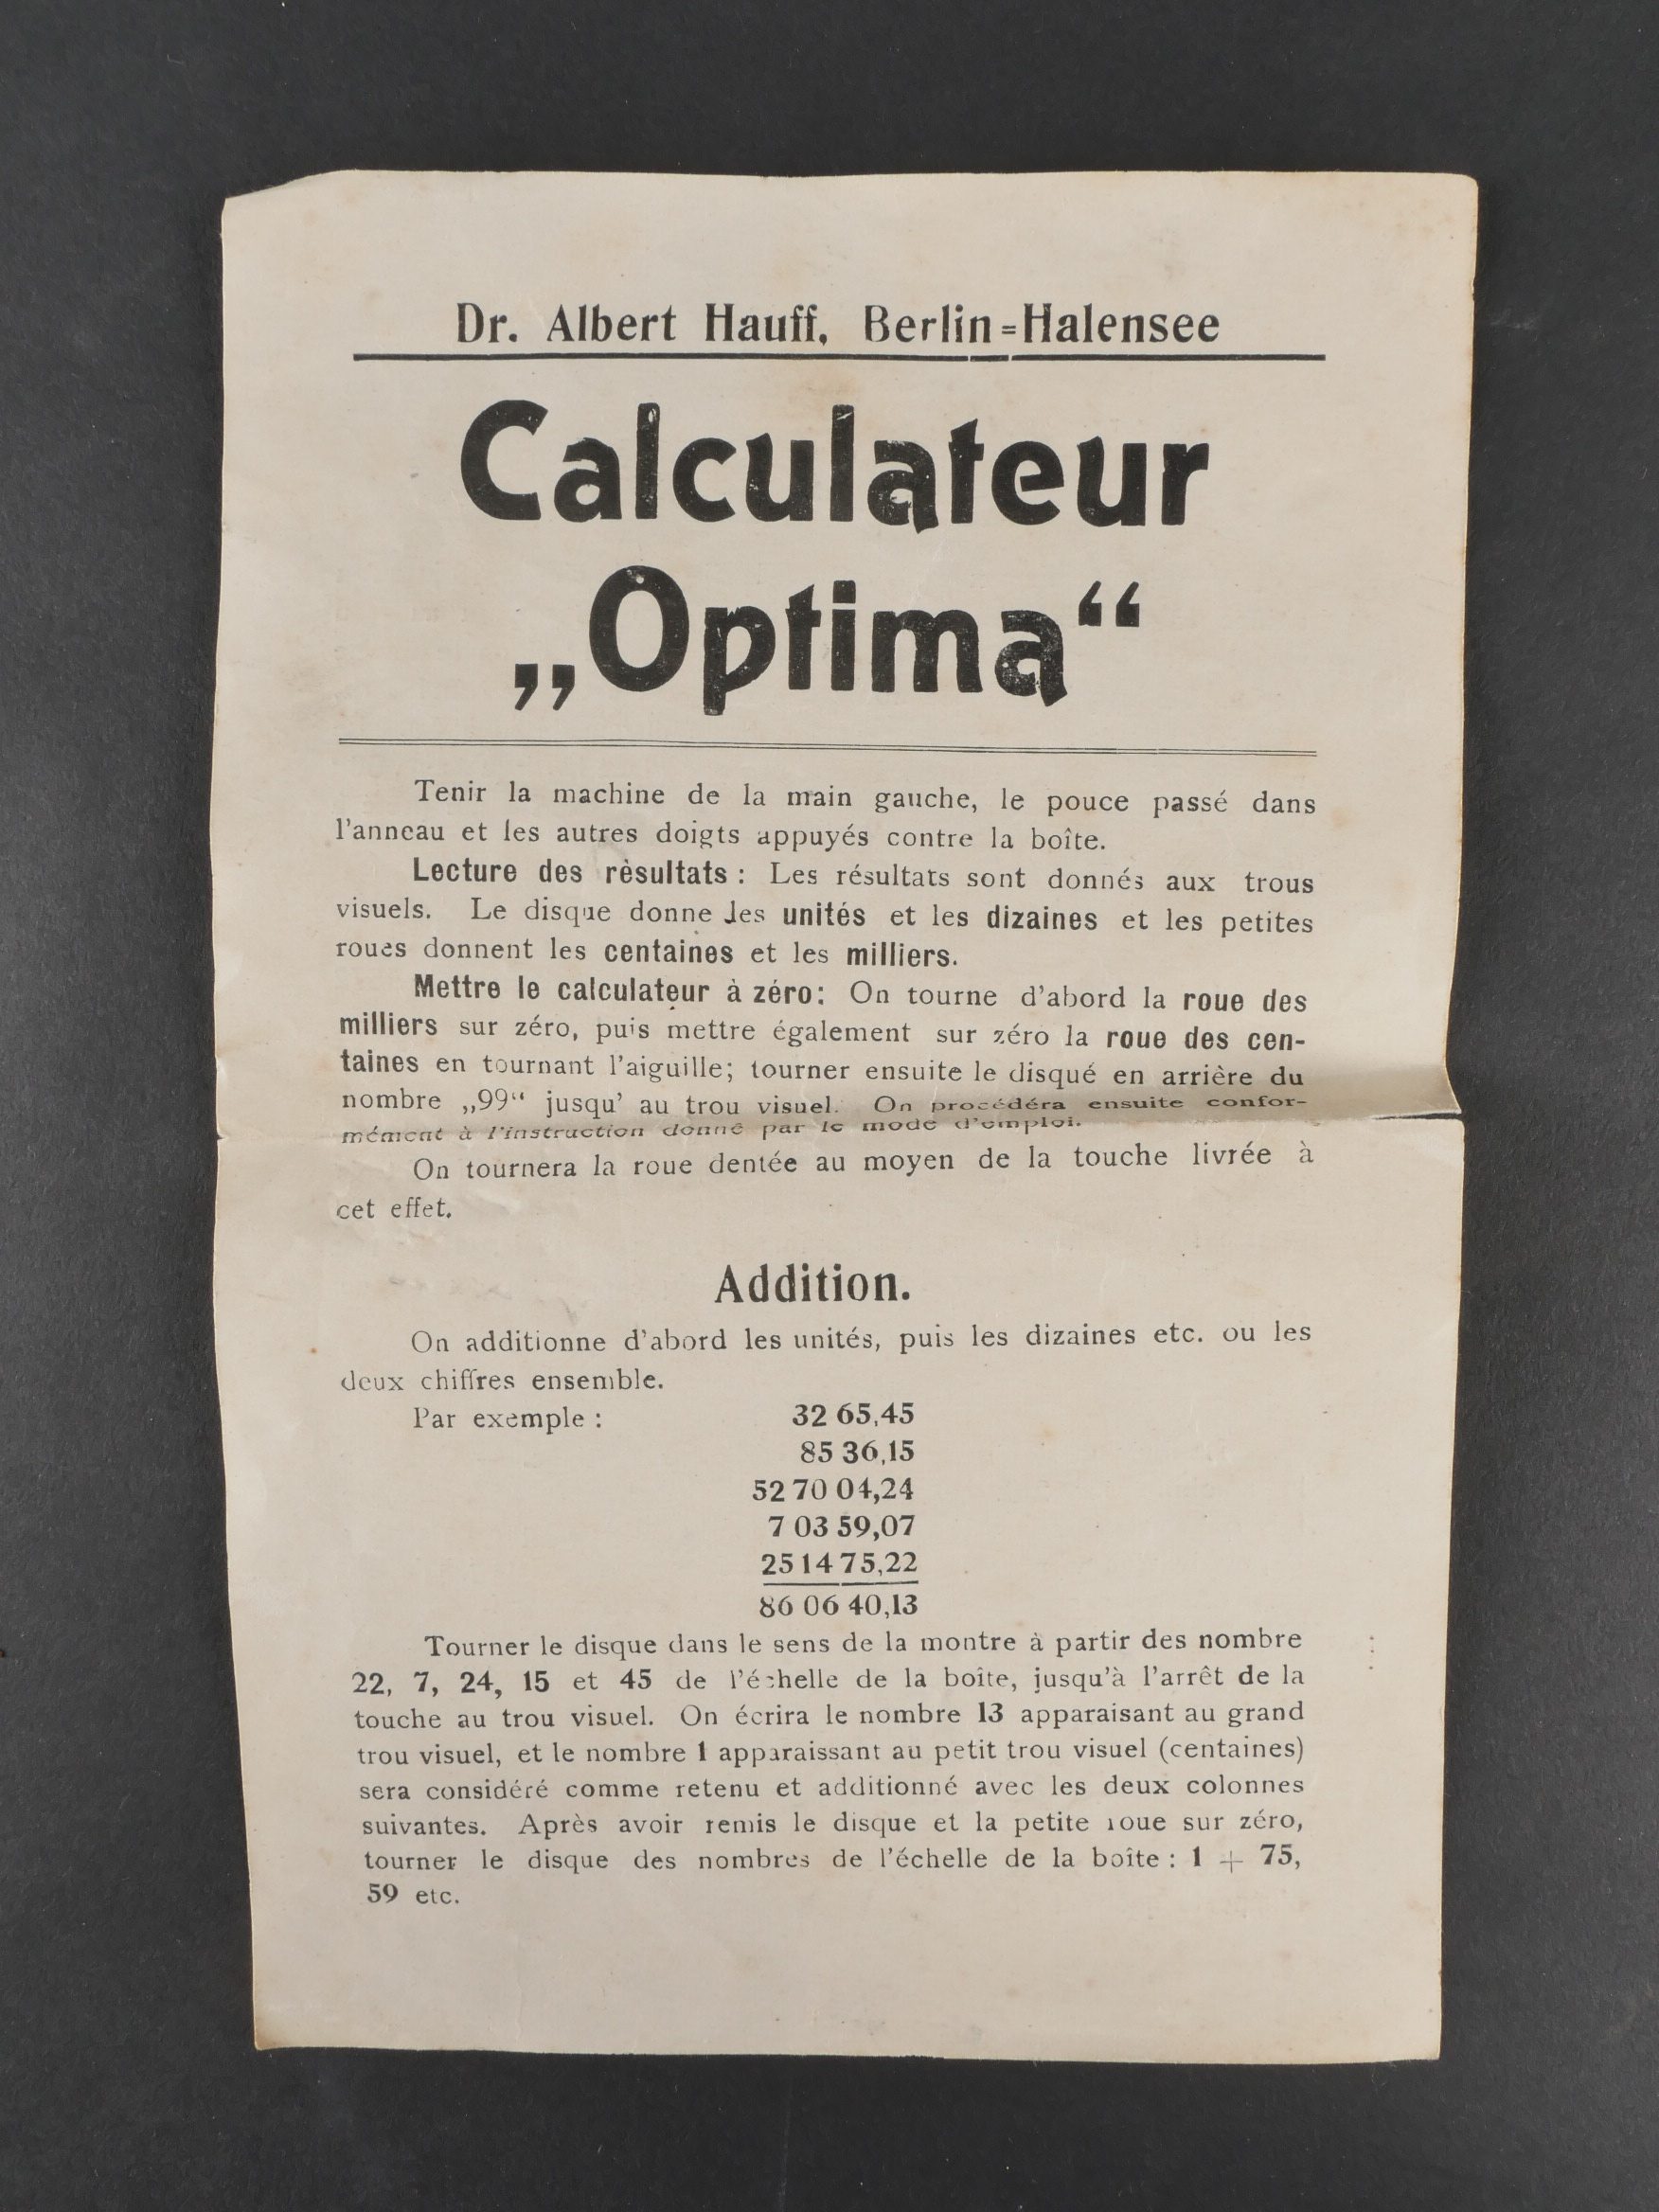 Dr. Albert Hauff, Berlin=Halensee
Calculateur
„Optima“
Tenir la machine de la main gauche, le pouce passé dans
l'anneau et les autres doigts appuyés contre la boîte.
Lecture des rèsultats : Les résultats sont donnés aux trous
visuels. Le disque donne les unités et les dizaines et les petites
roues donnent les centaines et les milliers.
Mettre le calculateur à zéro: On tourne d'abord la roue des
milliers sur zéro, puis mettre également sur zéro la roue des cen-
taines en tournant l'aiguille; tourner ensuite le disqué en arrière du
nombre „99“ jusqu' au trou visuel. On procédéra ensuite confor-
mément à l'instruction donné par le mode d'emploi.
On tournera la roue dentée au moyen de la touche livrée à
cet effet.
Addition.
On additionne d'abord les unités, puis les dizaines etc. ou les
deux chiffres ensemble.
Par exemple : 32 65,45
85 36,15
52 70 04,24
7 03 59,07
25 14 75,22
86 06 40,13
Tourner le disque dans le sens de la montre à partir des nombre
22, 7, 24, 15 et 45 de l'échelle de la boîte, jusqu'à l'arrêt de la
touche au trou visuel. On écrira le nombre 13 apparaisant au grand
trou visuel, et le nombre 1 apparaissant au petit trou visuel (centaines)
sera considéré comme retenu et additionné avec les deux colonnes
suivantes. Après avoir remis le disque et la petite roue sur zéro,
tourner le disque des nombres de l'échelle de la boîte : 1 + 75,
59 etc.